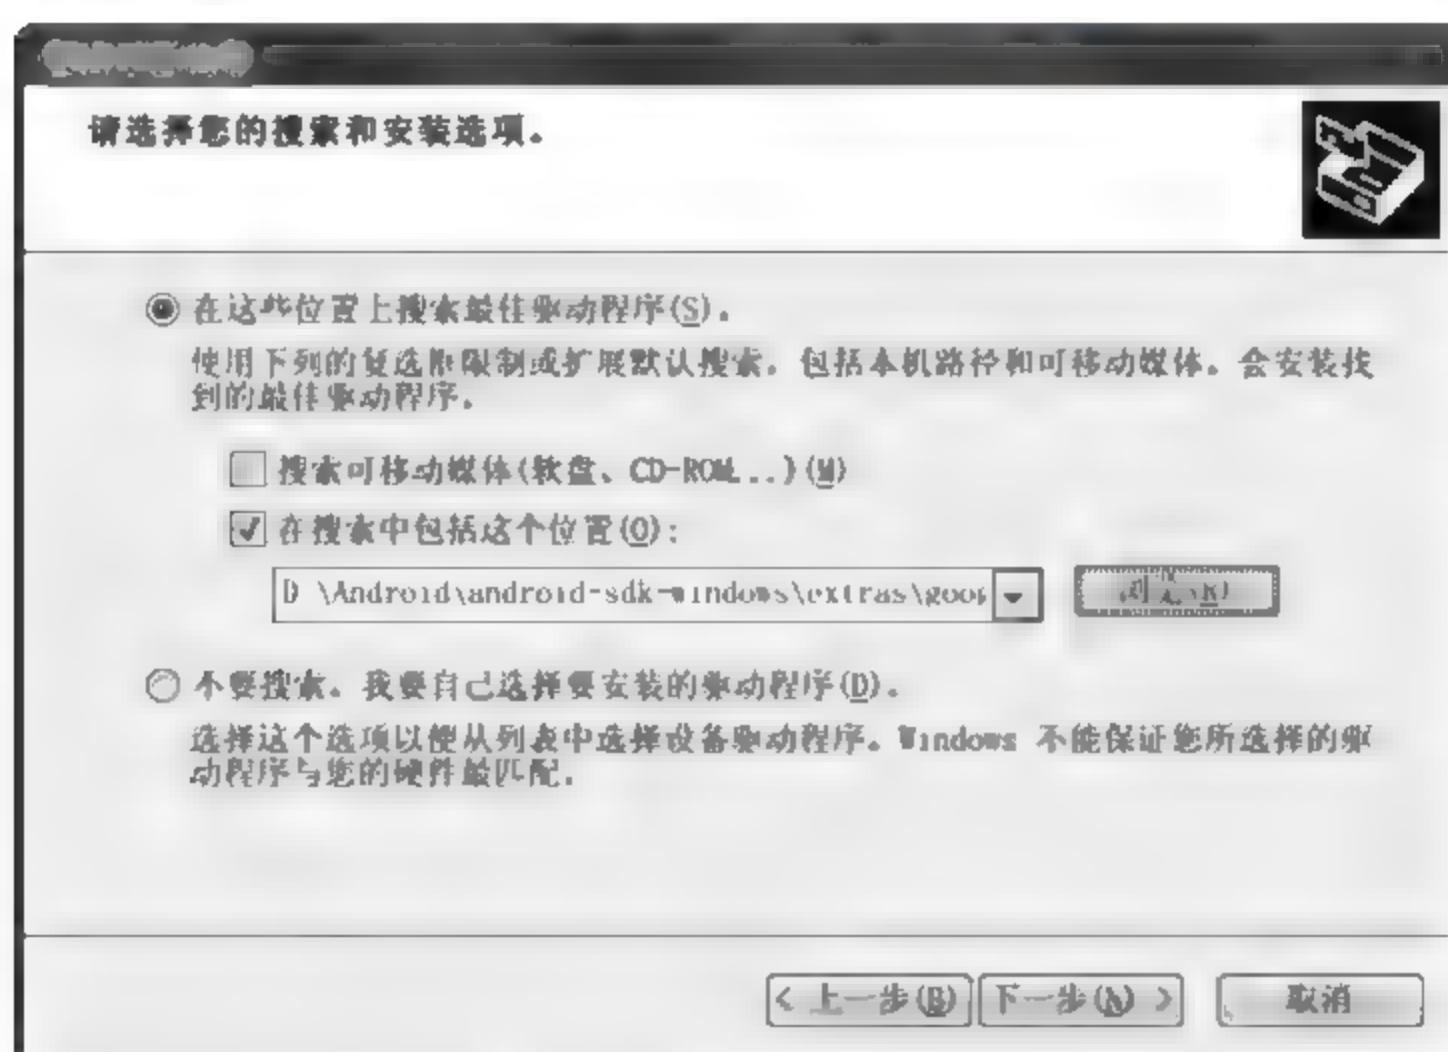 请选择您的搜索和安装选项。
在这些位置上搜索最佳驱动程序(S)。
使用下列的复选框限制或扩展默认搜索，包括本机路径和可移动媒体。会安装找
到的最佳驱动程序。
搜索可移动媒体(软盘、CD-ROM...)(M)
在搜索中包括这个位置(O):
D:\Android\android-sdk-windows\extras\goog
不要搜索。我要自己选择要安装的驱动程序(D)。
选择这个选项以便从列表中选择设备驱动程序。Windows 不能保证您所选择的驱
动程序与您的硬件最匹配。
< 上一步(B) 下一步(N) > 取消